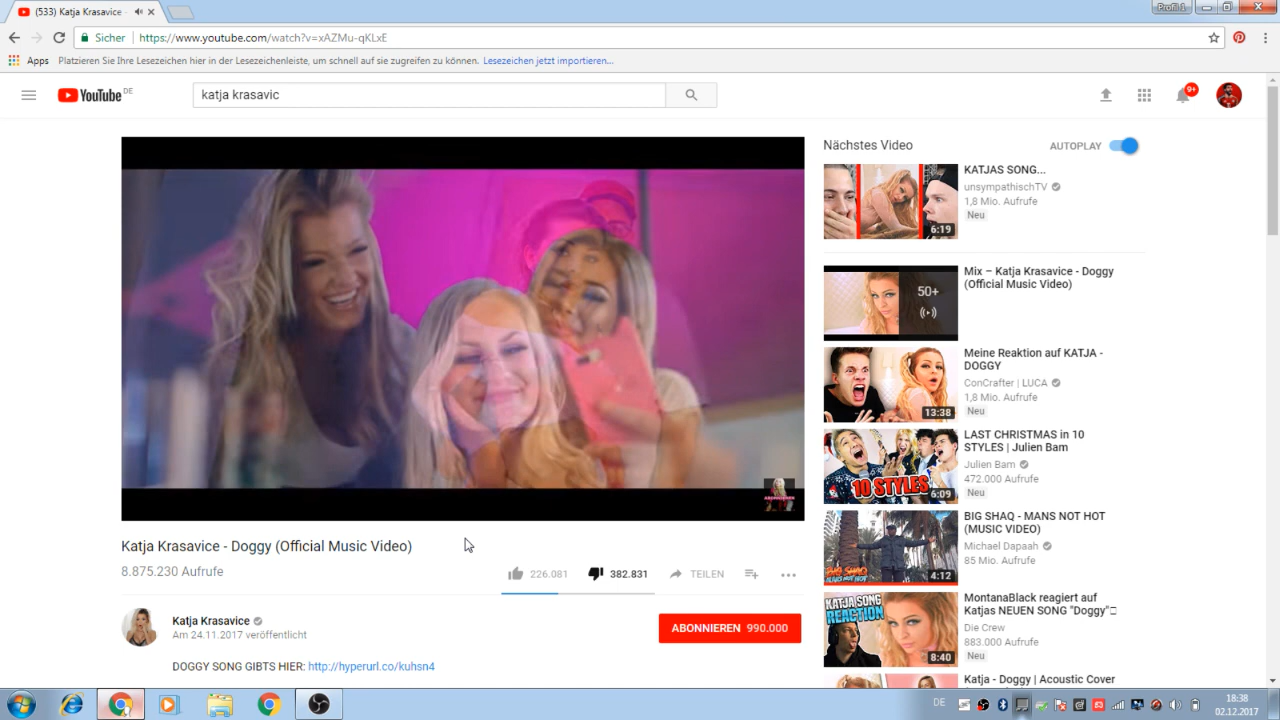 (533) Katja Krasavice
Profil 1
Sicher
https://www.youtube.com/watch?v=xAZMu-qKLxE
Apps
Platzieren Sie Ihre Lesezeichen hier in der Lesezeichenleiste, um schnell auf sie zugreifen zu können. Lesezeichen jetzt importieren...
YouTube DE
katja krasavic
9+
ABONNIEREN
Katja Krasavice - Doggy (Official Music Video)
8.875.230 Aufrufe
226.081
382.831
TEILEN
Katja Krasavice
Am 24.11.2017 veröffentlicht
ABONNIEREN 990.000
DOGGY SONG GIBTS HIER: http://hyperurl.co/kuhsn4
Nächstes Video
AUTOPLAY
6:19
KATJAS SONG...
unsympathischTV
1,8 Mio. Aufrufe
Neu
50+
Mix – Katja Krasavice - Doggy
(Official Music Video)
13:38
Meine Reaktion auf KATJA -
DOGGY
ConCrafter | LUCA
1,8 Mio. Aufrufe
Neu
10 STYLES
6:09
LAST CHRISTMAS in 10
STYLES | Julien Bam
Julien Bam
472.000 Aufrufe
Neu
BIG SHAQ
4:12
BIG SHAQ - MANS NOT HOT
(MUSIC VIDEO)
Michael Dapaah
85 Mio. Aufrufe
KATJA SONG
REACTION
8:40
MontanaBlack reagiert auf
Katjas NEUEN SONG "Doggy"
Die Crew
883.000 Aufrufe
Neu
Katja - Doggy | Acoustic Cover
DE
18:38
02.12.2017